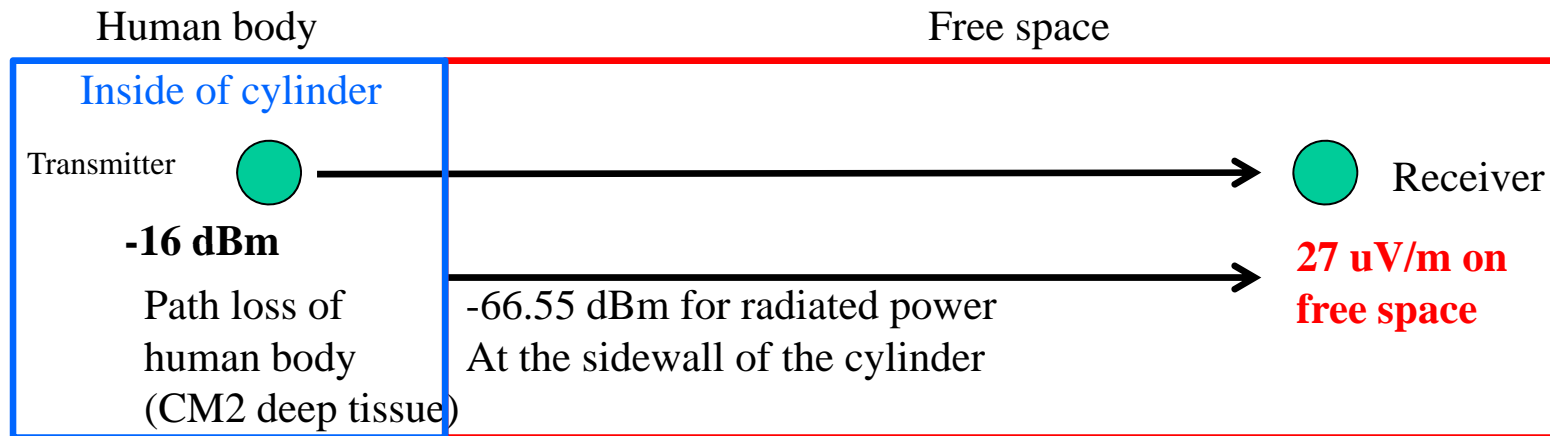 Human body
Free space
Inside of cylinder
Transmitter
Receiver
-16 dBm
27 uV/m on
free space
Path loss of
human body
(CM2 deep tissue)
-66.55 dBm for radiated power
At the sidewall of the cylinder